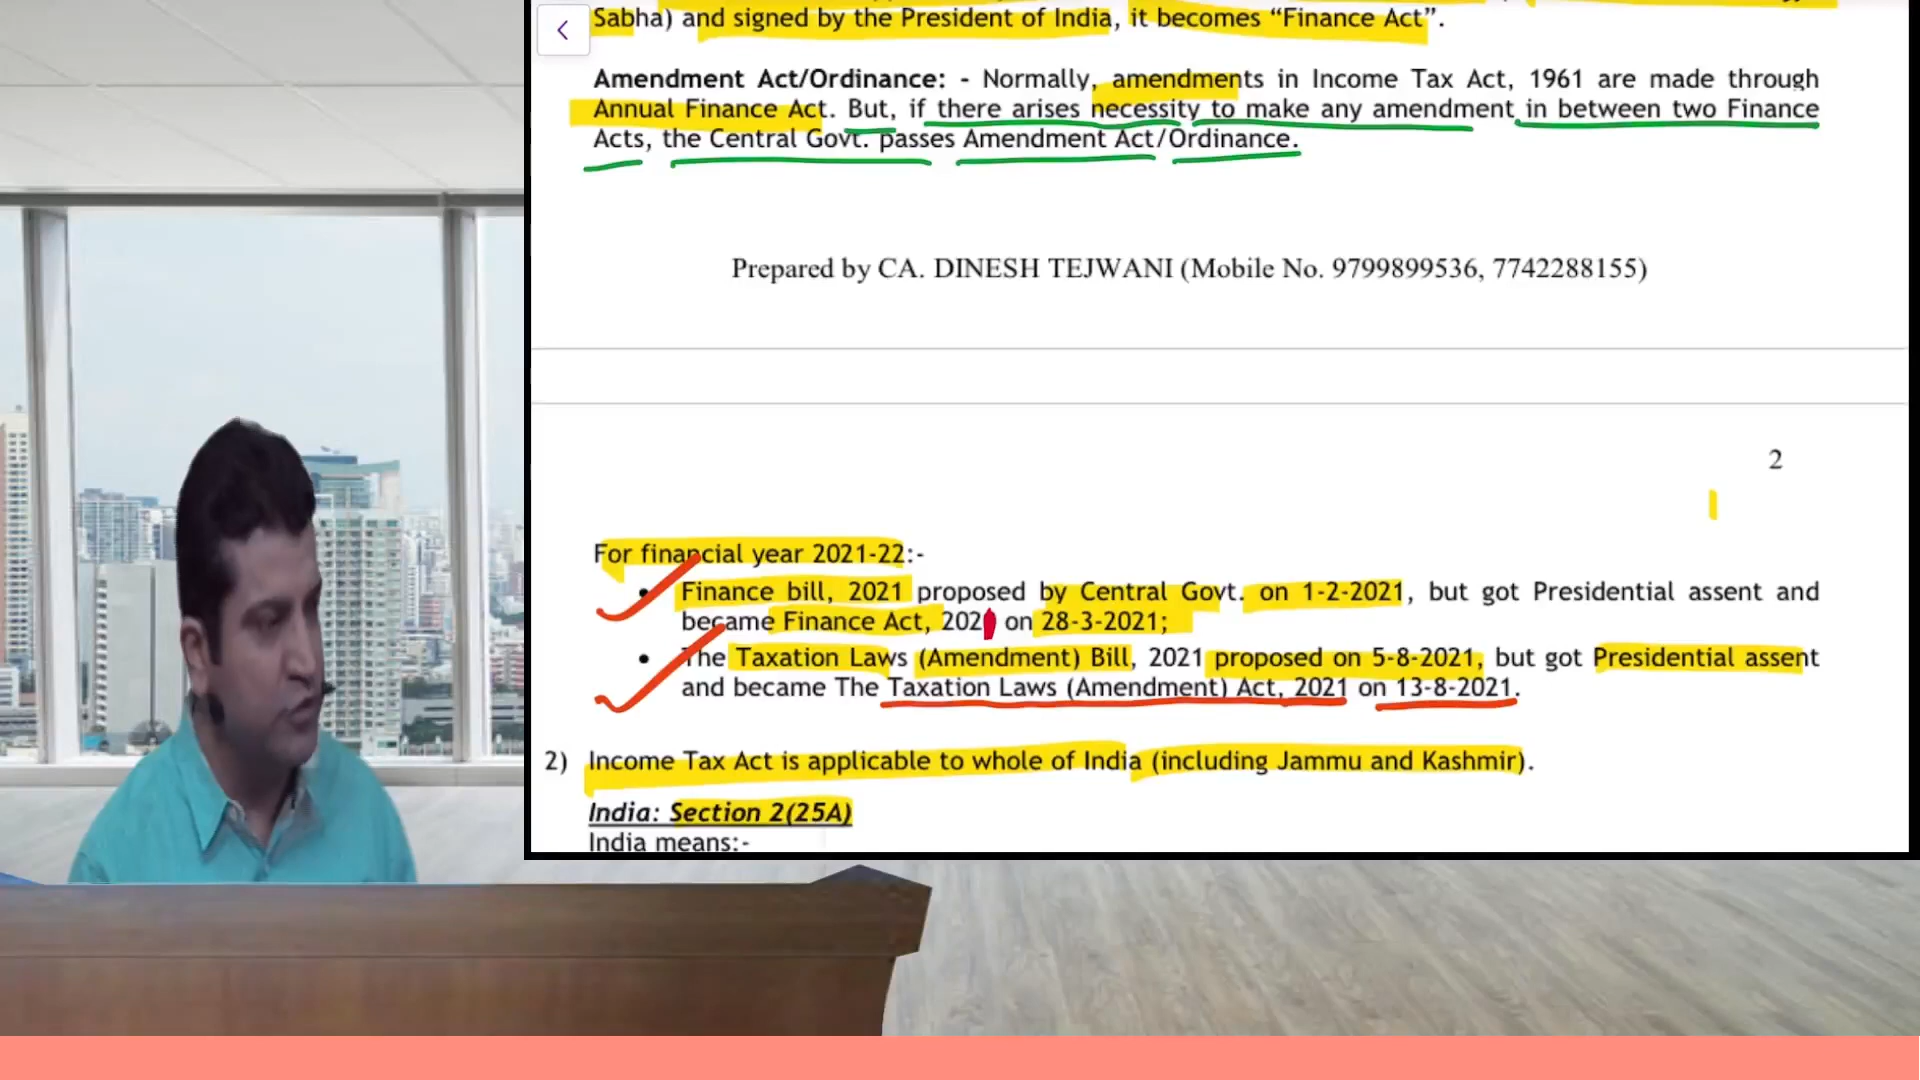 Sabha) and signed by the President of India, it becomes “Finance Act”.
Amendment Act/Ordinance: - Normally, amendments in Income Tax Act, 1961 are made through
Annual Finance Act. But, if there arises necessity to make any amendment in between two Finance
Acts, the Central Govt. passes Amendment Act/Ordinance.
Prepared by CA. DINESH TEJWANI (Mobile No. 9799899536, 7742288155)
2
For financial year 2021-22:-
• Finance bill, 2021 proposed by Central Govt. on 1-2-2021, but got Presidential assent and
became Finance Act, 2021 on 28-3-2021;
• The Taxation Laws (Amendment) Bill, 2021 proposed on 5-8-2021, but got Presidential assent
and became The Taxation Laws (Amendment) Act, 2021 on 13-8-2021.
2) Income Tax Act is applicable to whole of India (including Jammu and Kashmir).
India: Section 2(25A)
India means:-